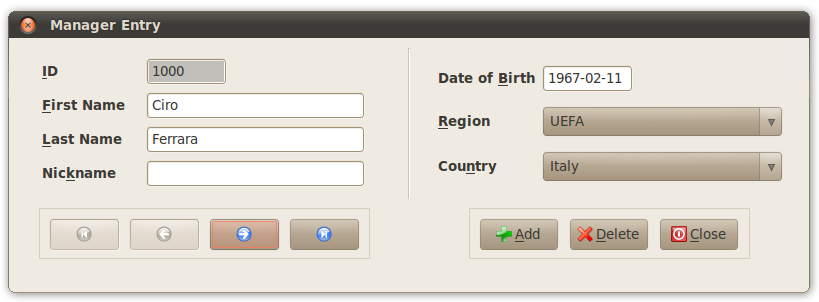 Manager Entry
ID 1000
First Name Ciro
Last Name Ferrara
Nickname
Date of Birth 1967-02-11
Region UEFA
Country Italy
Add Delete Close